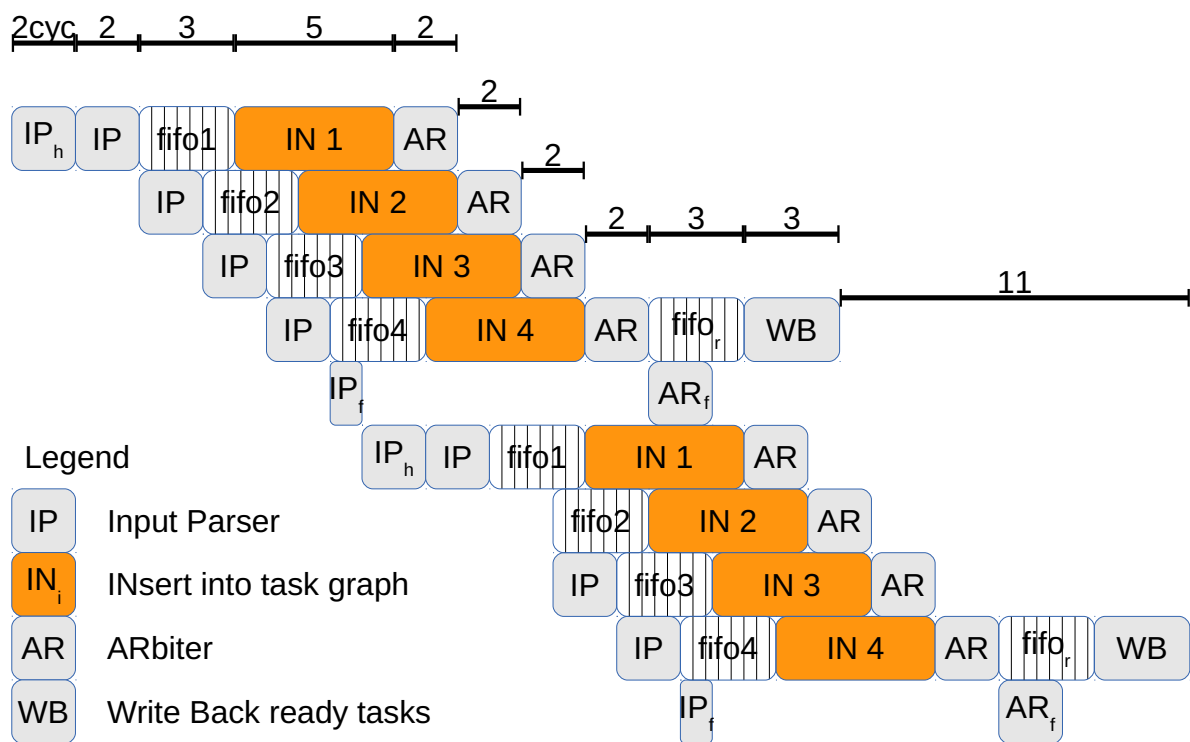 2cyc 2 3 5 2
2
IPh IP fifo1 IN 1 AR
2
IP fifo2 IN 2 AR
2 3 3
IP fifo3 IN 3 AR
11
IP fifo4 IN 4 AR fifor WB
IPf ARf
IPh IP fifo1 IN 1 AR
fifo2 IN 2 AR
IP fifo3 IN 3 AR
IP fifo4 IN 4 AR fifor WB
IPf ARf
Legend
IP Input Parser
INi INsert into task graph
AR ARbiter
WB Write Back ready tasks